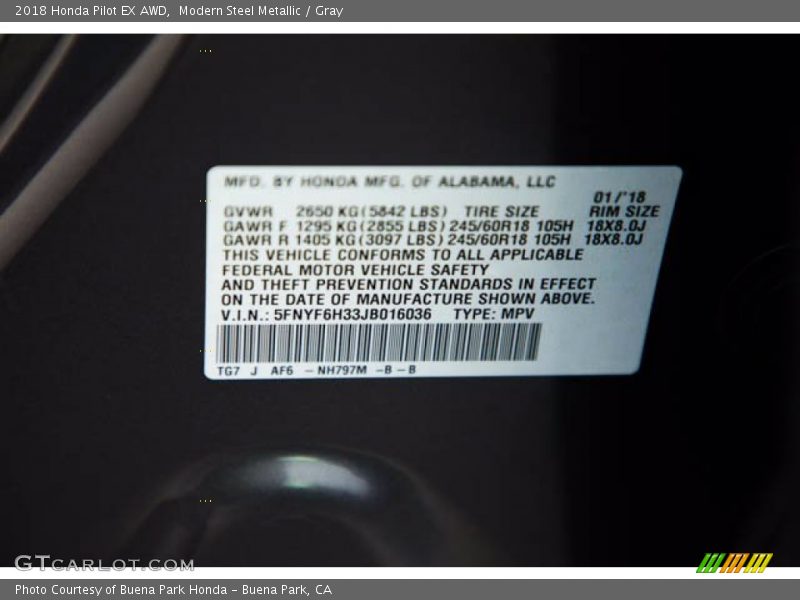 2018 Honda Pilot EX AWD, Modern Steel Metallic / Gray
MFD. BY HONDA MFG. OF ALABAMA, LLC
01/'18
GVWR 2650 KG(5842 LBS) TIRE SIZE RIM SIZE
GAWR F 1295 KG(2855 LBS)245/60R18 105H 18X8.0J
GAWR R 1405 KG(3097 LBS)245/60R18 105H 18X8.0J
THIS VEHICLE CONFORMS TO ALL APPLICABLE
FEDERAL MOTOR VEHICLE SAFETY
AND THEFT PREVENTION STANDARDS IN EFFECT
ON THE DATE OF MANUFACTURE SHOWN ABOVE.
V.I.N.: 5FNYF6H33JB016036 TYPE: MPV
TG7 J AF6 -NH797M -B-B
GTCARLOT.COM
Photo Courtesy of Buena Park Honda - Buena Park, CA